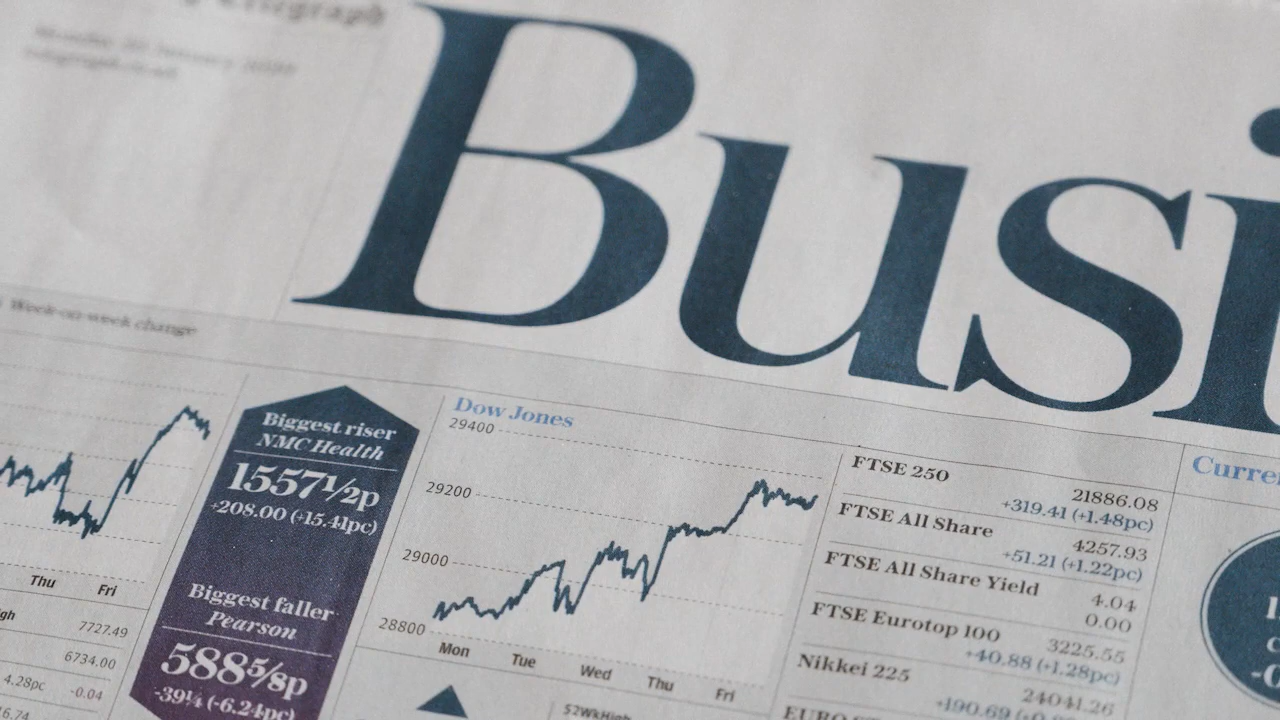 Telegraph
Busi
Week-on-week change
Thu
Fri
7727.49
6734.00
4.28pc
-0.04
16.74
Biggest riser
NMC Health
1557½p
+208.00 (+15.41pc)
Biggest faller
Pearson
588⅝p
-39¼ (-6.24pc)
Dow Jones
29400
29200
29000
28800
Mon
Tue
Wed
Thu
Fri
52WkHigh
FTSE 250
21886.08
+319.41 (+1.48pc)
FTSE All Share
4257.93
+51.21 (+1.22pc)
FTSE All Share Yield
4.04
0.00
FTSE Eurotop 100
3225.55
+40.88 (+1.28pc)
Nikkei 225
24041.26
Curre